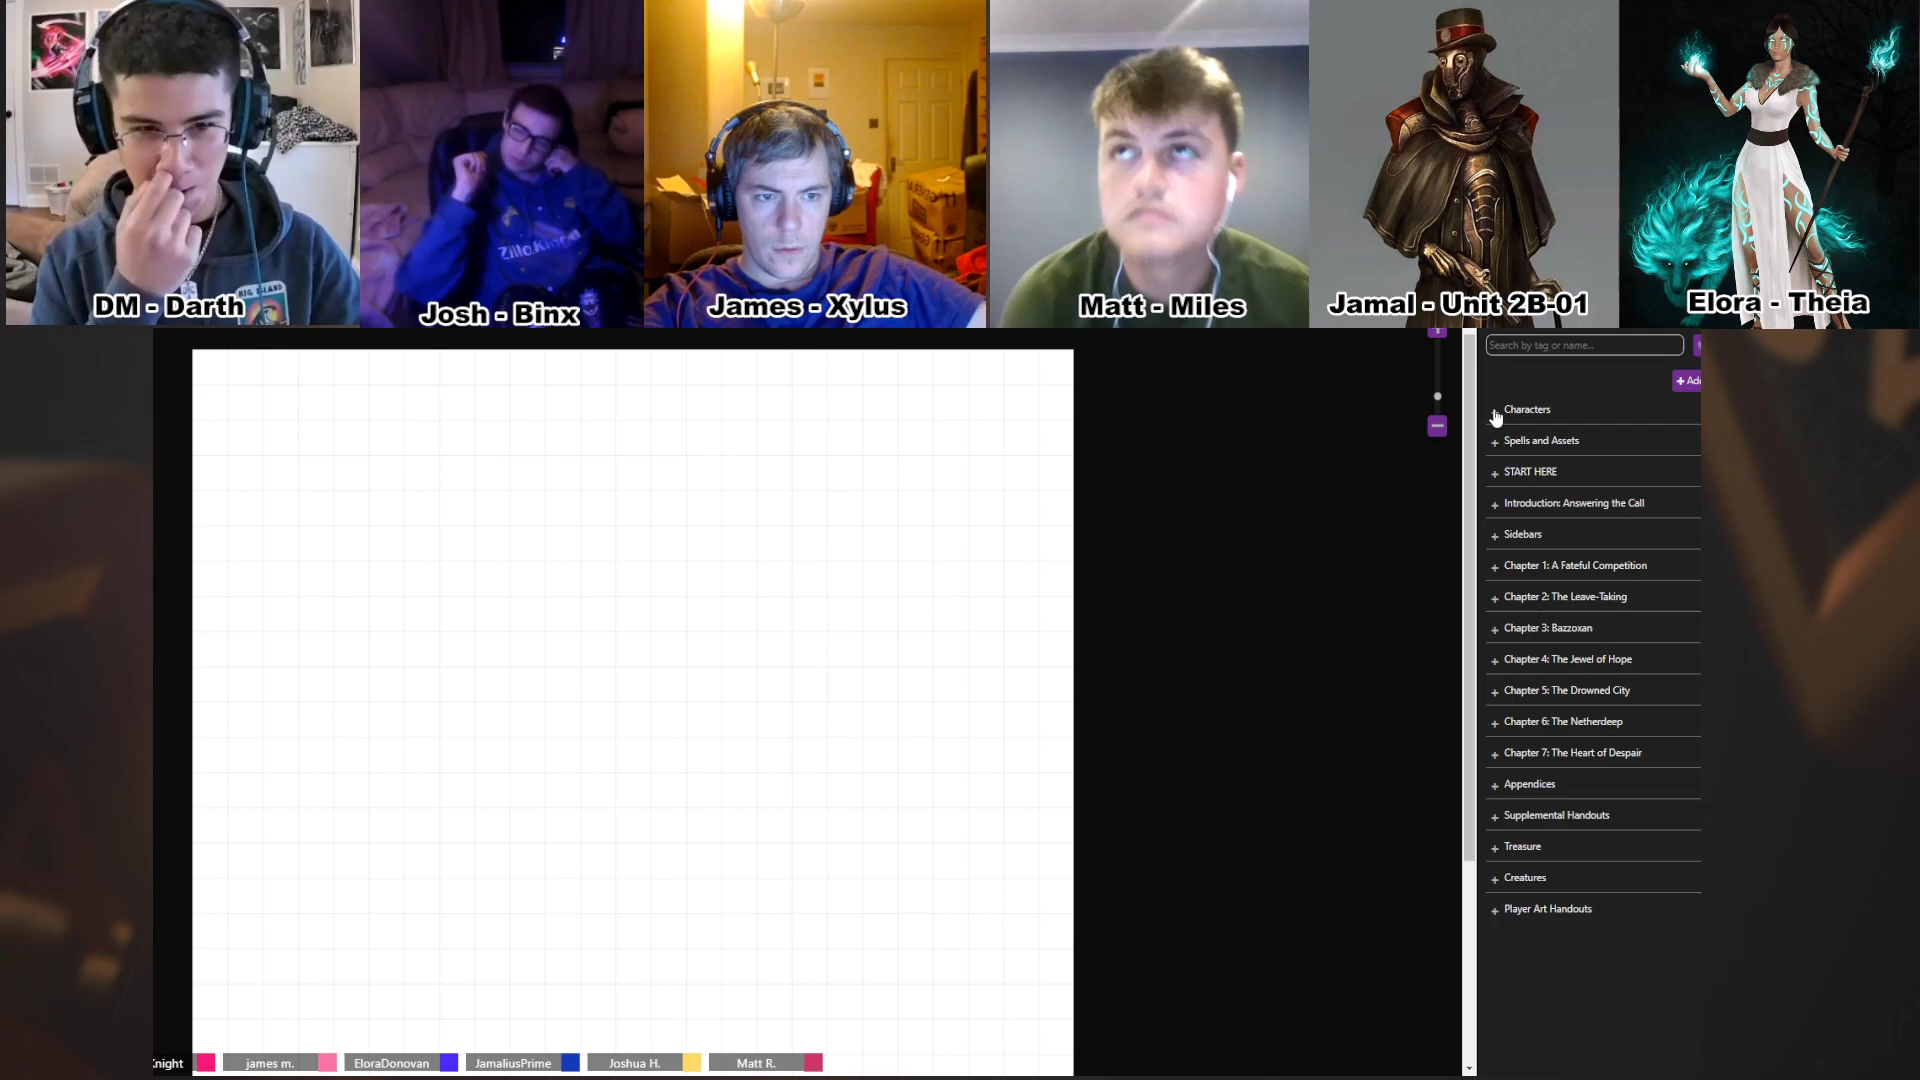 DM - Darth
Josh - Binx
James - Xylus
Matt - Miles
Jamal - Unit 2B-01
Elora - Theia
BIG ISLAND
Search by tag or name...
Characters
Spells and Assets
START HERE
Introduction: Answering the Call
Sidebars
Chapter 1: A Fateful Competition
Chapter 2: The Leave-Taking
Chapter 3: Bazzoxan
Chapter 4: The Jewel of Hope
Chapter 5: The Drowned City
Chapter 6: The Netherdeep
Chapter 7: The Heart of Despair
Appendices
Supplemental Handouts
Treasure
Creatures
Player Art Handouts
james m.
EloraDonovan
JamaliusPrime
Joshua H.
Matt R.